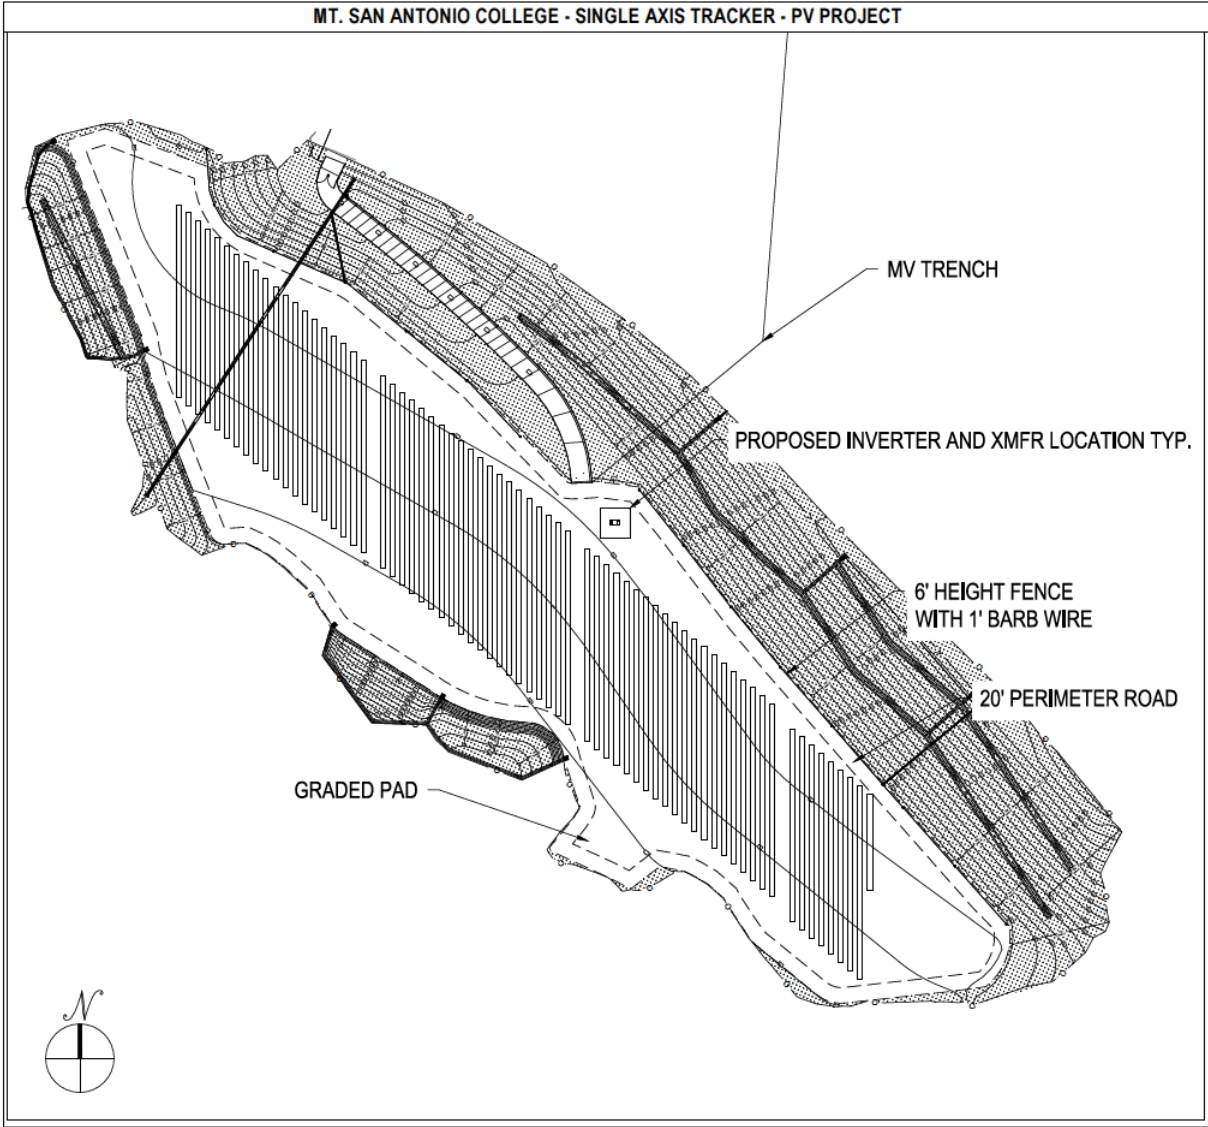 MT. SAN ANTONIO COLLEGE - SINGLE AXIS TRACKER - PV PROJECT
MV TRENCH
PROPOSED INVERTER AND XMFR LOCATION TYP.
6' HEIGHT FENCE
WITH 1' BARB WIRE
20' PERIMETER ROAD
GRADED PAD
N